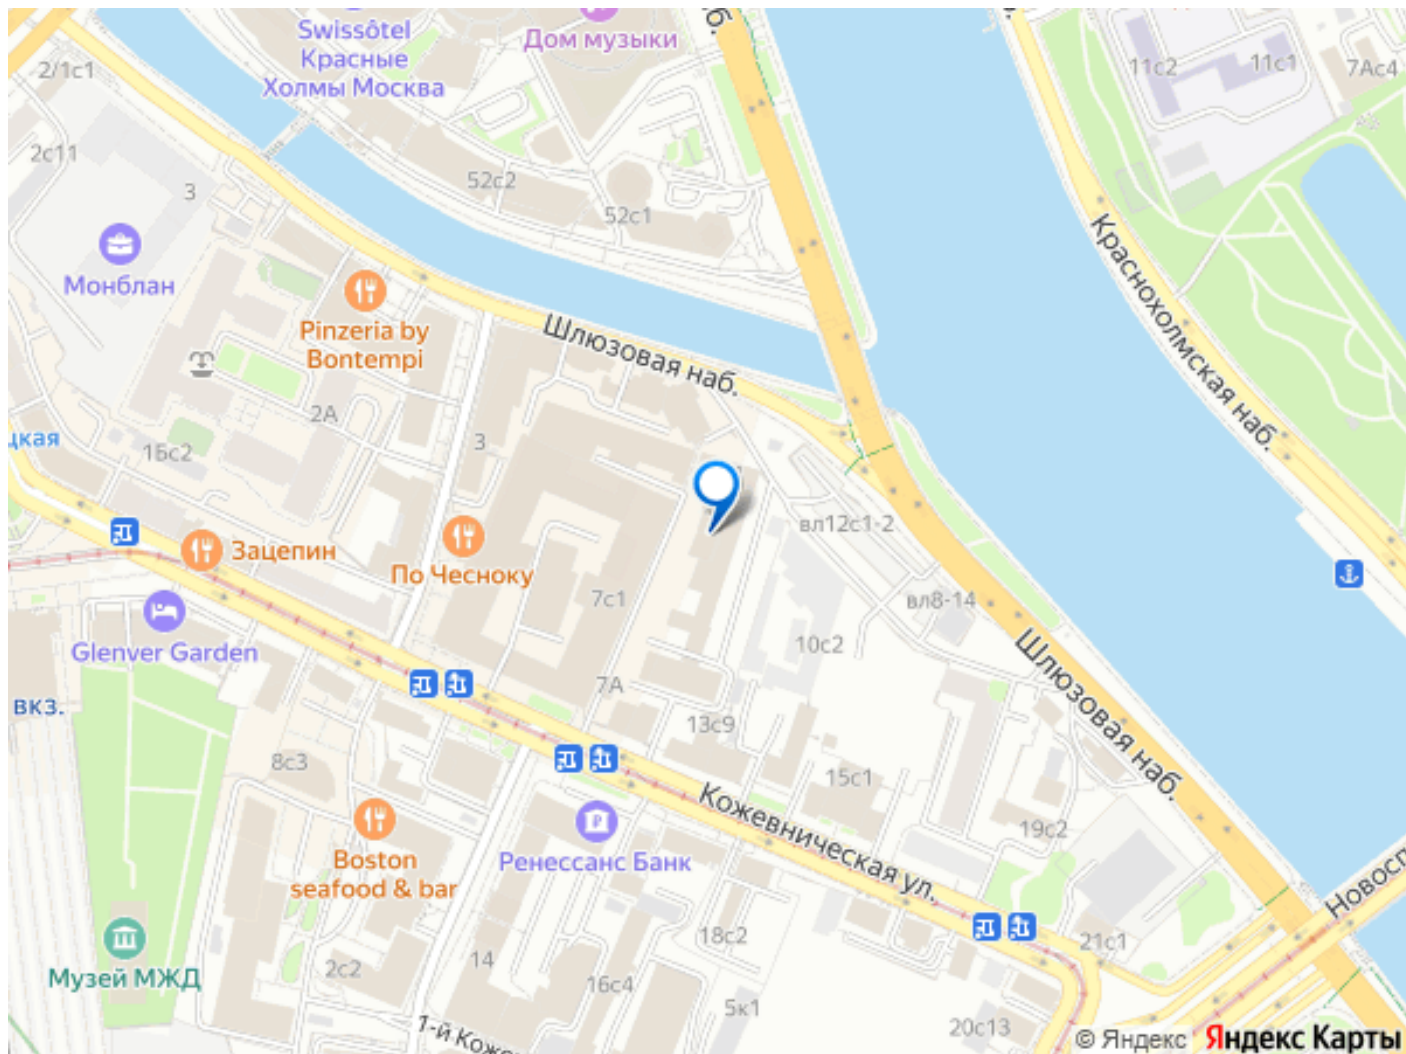 Swissôtel
Красные
Холмы Москва
Дом музыки
наб.
2/1с1
11с2
11с1
7Ас4
2с11
3
52с2
52с1
Монблан
Pinzeria by
Bontempi
Шлюзовая наб.
Краснохолмская наб.
2А
3
1Бс2
цкая
Зацепин
По Чесноку
вл12с1-2
7с1
вл8-14
Glenver Garden
10с2
вкз.
7А
13с9
Шлюзовая наб.
8с3
15с1
Кожевническая ул.
19с2
Boston
seafood & bar
Ренессанс Банк
Новосп
18с2
21с1
Музей МЖД
2с2
14
16с4
5к1
20с13
1-й Коже
© Яндекс Яндекс Карты